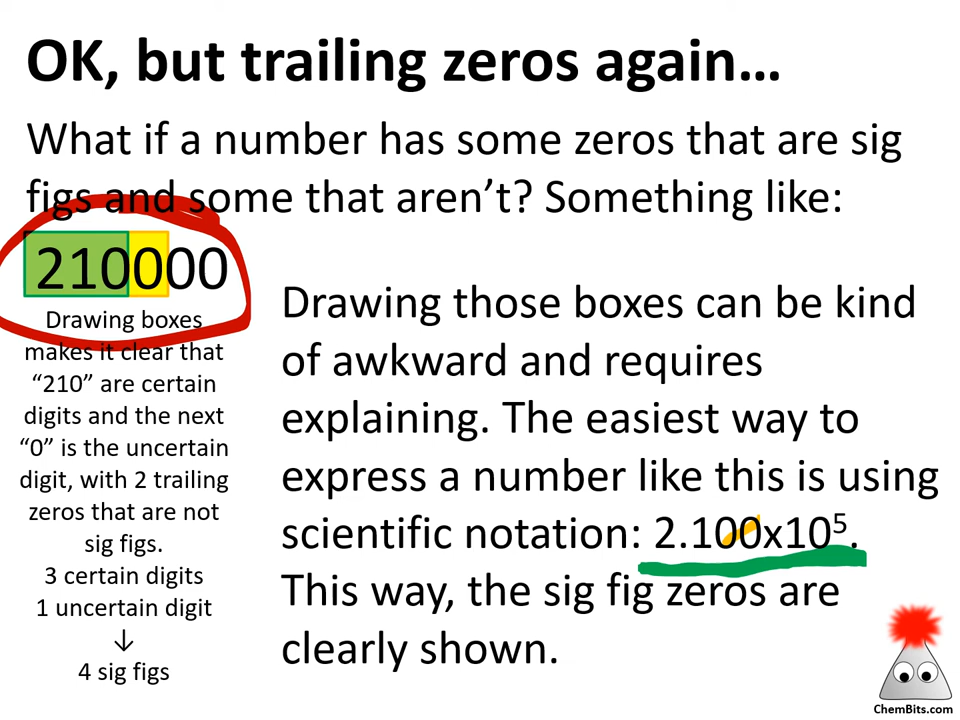 OK, but trailing zeros again…
What if a number has some zeros that are sig
figs and some that aren’t? Something like:
210000
Drawing boxes
makes it clear that
“210” are certain
digits and the next
“0” is the uncertain
digit, with 2 trailing
zeros that are not
sig figs.
3 certain digits
1 uncertain digit
↓
4 sig figs
Drawing those boxes can be kind
of awkward and requires
explaining. The easiest way to
express a number like this is using
scientific notation: 2.100x10⁵.
This way, the sig fig zeros are
clearly shown.
ChemBits.com